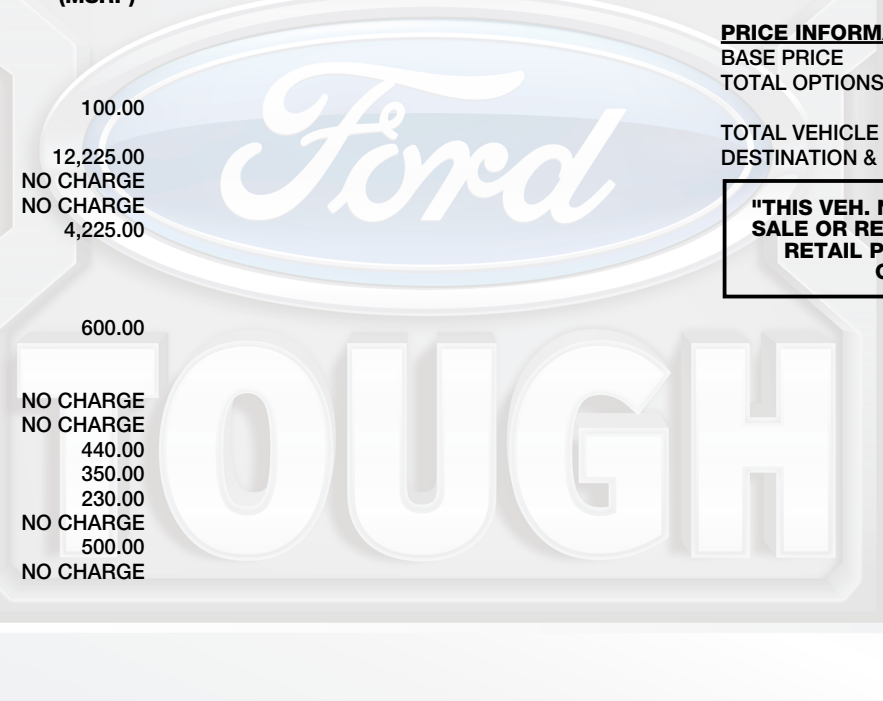 (MSRP)
100.00
12,225.00
NO CHARGE
NO CHARGE
4,225.00
600.00
NO CHARGE
NO CHARGE
440.00
350.00
230.00
NO CHARGE
500.00
NO CHARGE
PRICE INFORMA
BASE PRICE
TOTAL OPTIONS
TOTAL VEHICLE
DESTINATION &
"THIS VEH.
SALE OR RE
RETAIL P
Ford
TOUGH